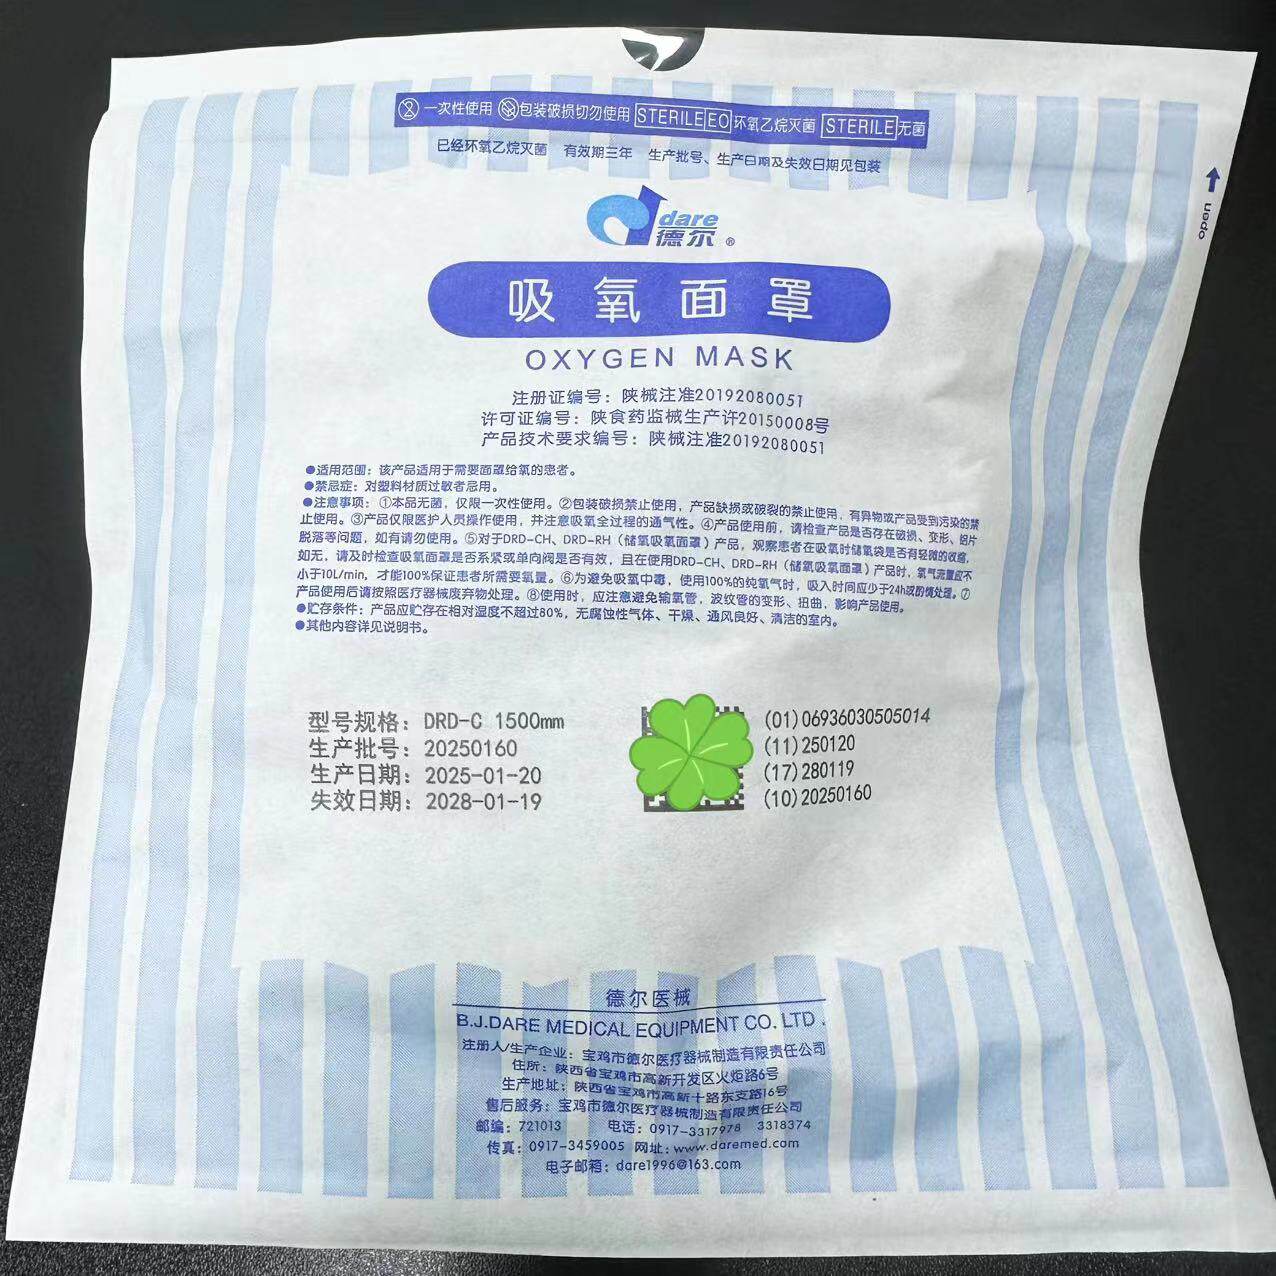 一次性使用 包装破损切勿使用 STERILE EO 环氧乙烷灭菌 STERILE 无菌
已经环氧乙烷灭菌 有效期三年 生产批号、生产日期及失效日期见包装
open
dare
德尔®
吸氧面罩
OXYGEN MASK
注册证编号：陕械注准20192080051
许可证编号：陕食药监械生产许20150008号
产品技术要求编号：陕械注准20192080051
●适用范围：该产品适用于需要面罩给氧的患者。
●禁忌症：对塑料材质过敏者忌用。
●注意事项：①本品无菌，仅限一次性使用。②包装破损禁止使用，产品缺损或破裂的禁止使用，有异物或产品受到污染的禁
止使用。③产品仅限医护人员操作使用，并注意吸氧全过程的通气性。④产品使用前，请检查产品是否存在破损、变形、铝片
脱落等问题，如有请勿使用。⑤对于DRD-CH、DRD-RH（储氧吸氧面罩）产品，观察患者在吸氧时储氧袋是否有轻微的收缩，
如无，请及时检查吸氧面罩是否系紧或单向阀是否有效，且在使用DRD-CH、DRD-RH（储氧吸氧面罩）产品时，氧气流量应不
小于10L/min，才能100%保证患者所需要氧量。⑥为避免吸氧中毒，使用100%的纯氧气时，吸入时间应少于24h或酌情处理。⑦
产品使用后请按照医疗器械废弃物处理。⑧使用时，应注意避免输氧管，波纹管的变形、扭曲，影响产品使用。
●贮存条件：产品应贮存在相对湿度不超过80%，无腐蚀性气体、干燥、通风良好、清洁的室内。
●其他内容详见说明书。
型号规格：DRD-C 1500mm
生产批号：20250160
生产日期：2025-01-20
失效日期：2028-01-19
(01)06936030505014
(11)250120
(17)280119
(10)20250160
德尔医械
B.J.DARE MEDICAL EQUIPMENT CO. LTD .
注册人/生产企业：宝鸡市德尔医疗器械制造有限责任公司
住所：陕西省宝鸡市高新开发区火炬路6号
生产地址：陕西省宝鸡市高新十路东支路16号
售后服务：宝鸡市德尔医疗器械制造有限责任公司
邮编：721013 电话：0917-3317978 3318374
传真：0917-3459005 网址：www.daremed.com
电子邮箱：dare1996@163.com